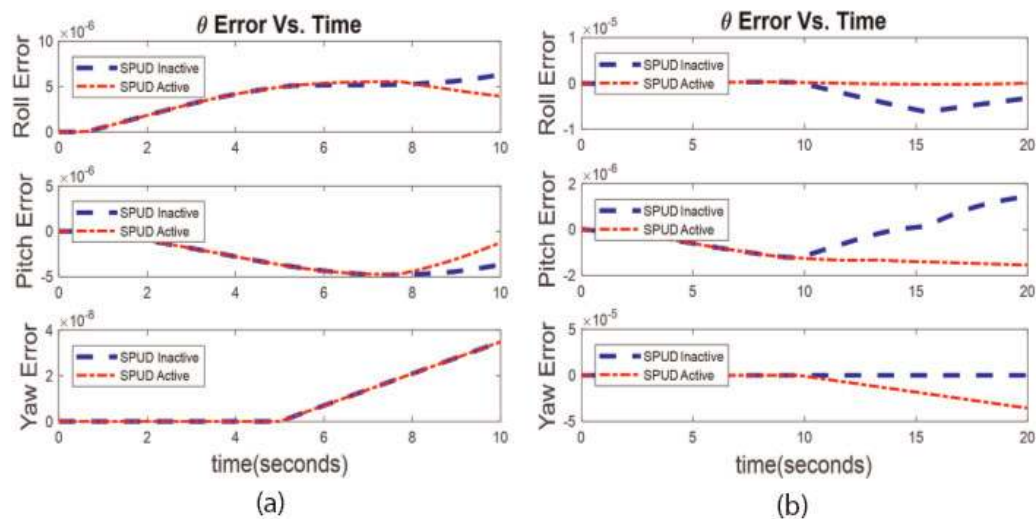 θ Error Vs. Time
×10^-6
Roll Error
10
5
0
SPUD Inactive
SPUD Active
0 2 4 6 8 10
×10^-6
Pitch Error
5
0
-5
SPUD Inactive
SPUD Active
0 2 4 6 8 10
Yaw Error
4
2
0
SPUD Inactive
SPUD Active
0 2 4 6 8 10
time(seconds)
(a)
θ Error Vs. Time
×10^-5
Roll Error
1
0
-1
SPUD Inactive
SPUD Active
0 5 10 15 20
×10^-6
Pitch Error
2
0
-2
SPUD Inactive
SPUD Active
0 5 10 15 20
×10^-5
Yaw Error
5
0
-5
SPUD Inactive
SPUD Active
0 5 10 15 20
time(seconds)
(b)